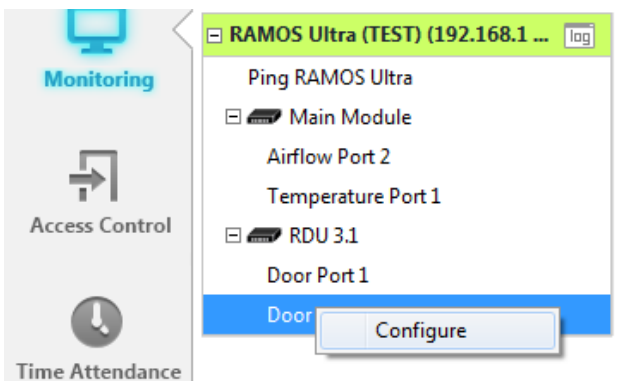 Monitoring
Access Control
Time Attendance
RAMOS Ultra (TEST) (192.168.1 ...
log
Ping RAMOS Ultra
Main Module
Airflow Port 2
Temperature Port 1
RDU 3.1
Door Port 1
Door
Configure